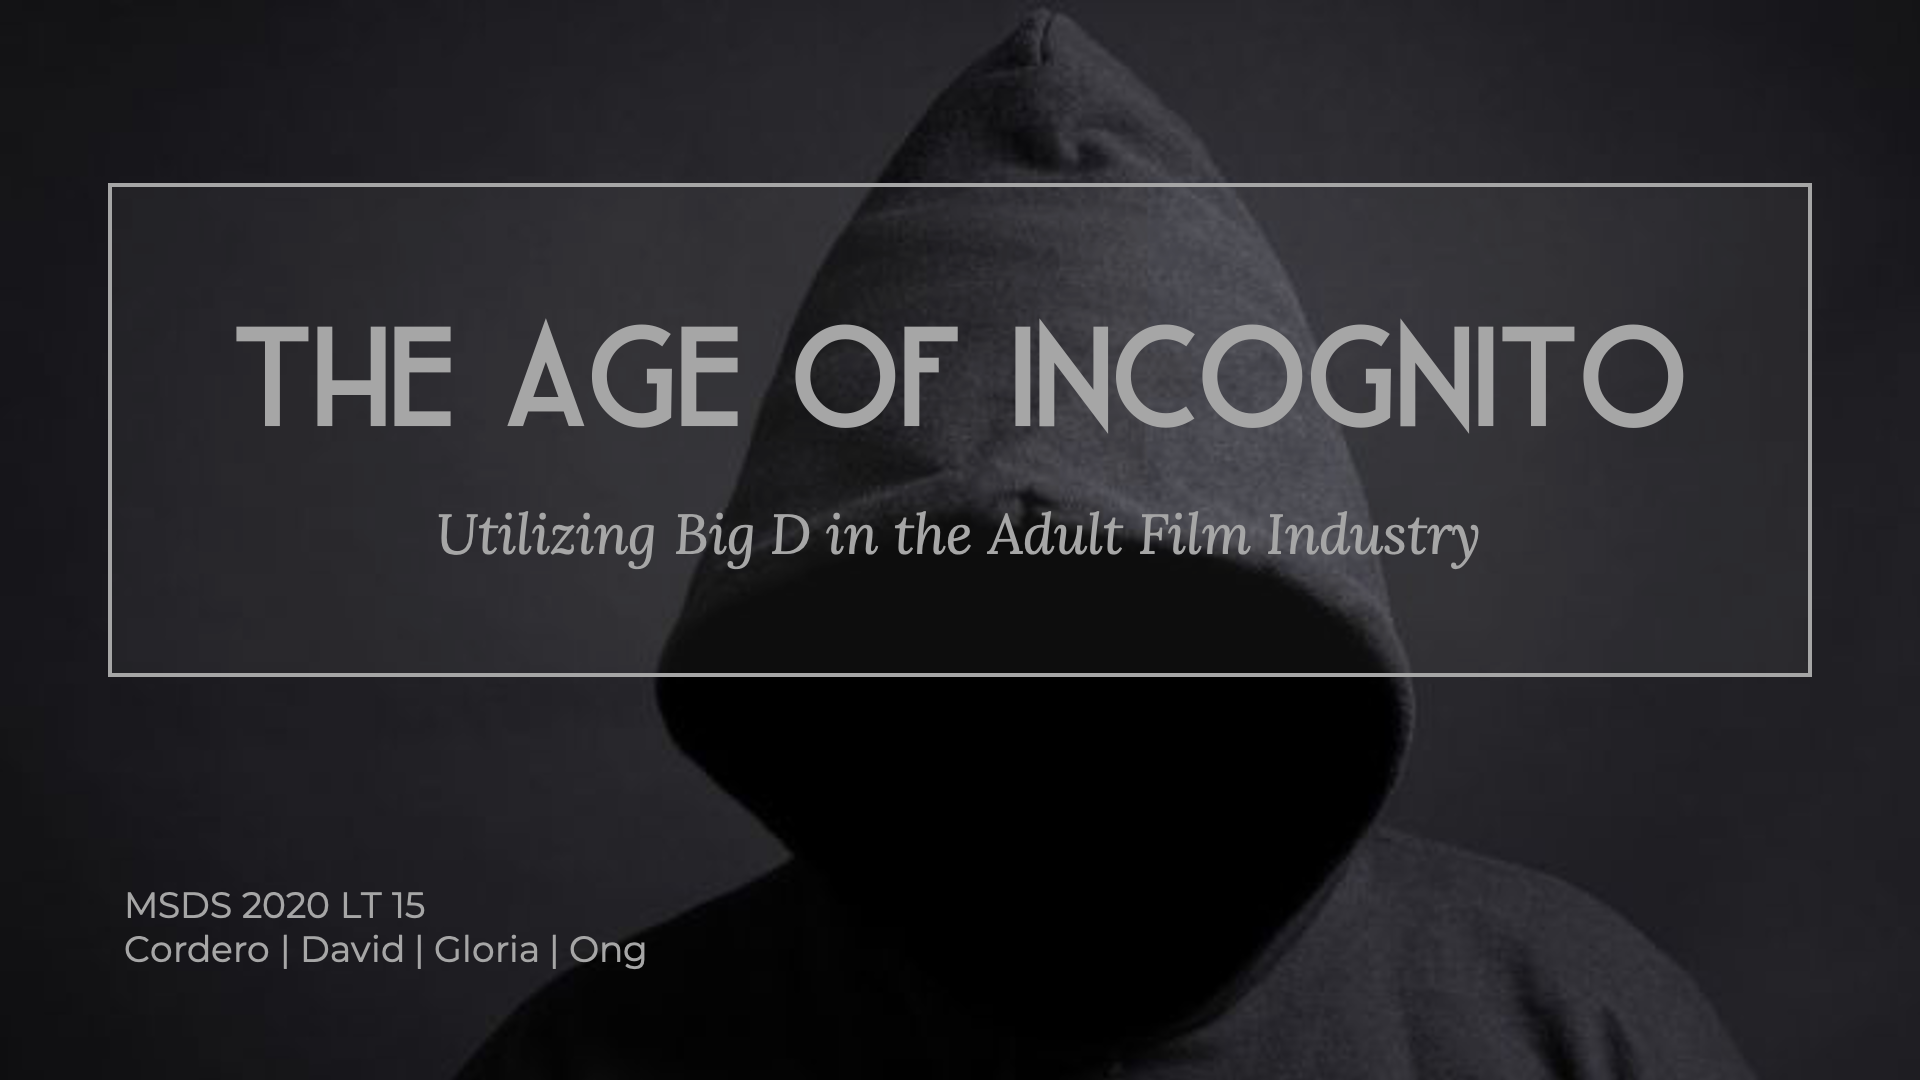 THE AGE OF INCOGNITO
Utilizing Big D in the Adult Film Industry
MSDS 2020 LT 15
Cordero | David | Gloria | Ong